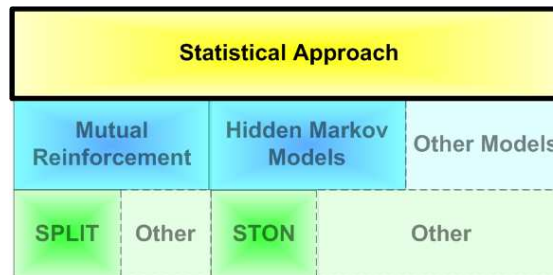 Statistical Approach
Mutual
Reinforcement
Hidden Markov
Models
Other Models
SPLIT
Other
STON
Other